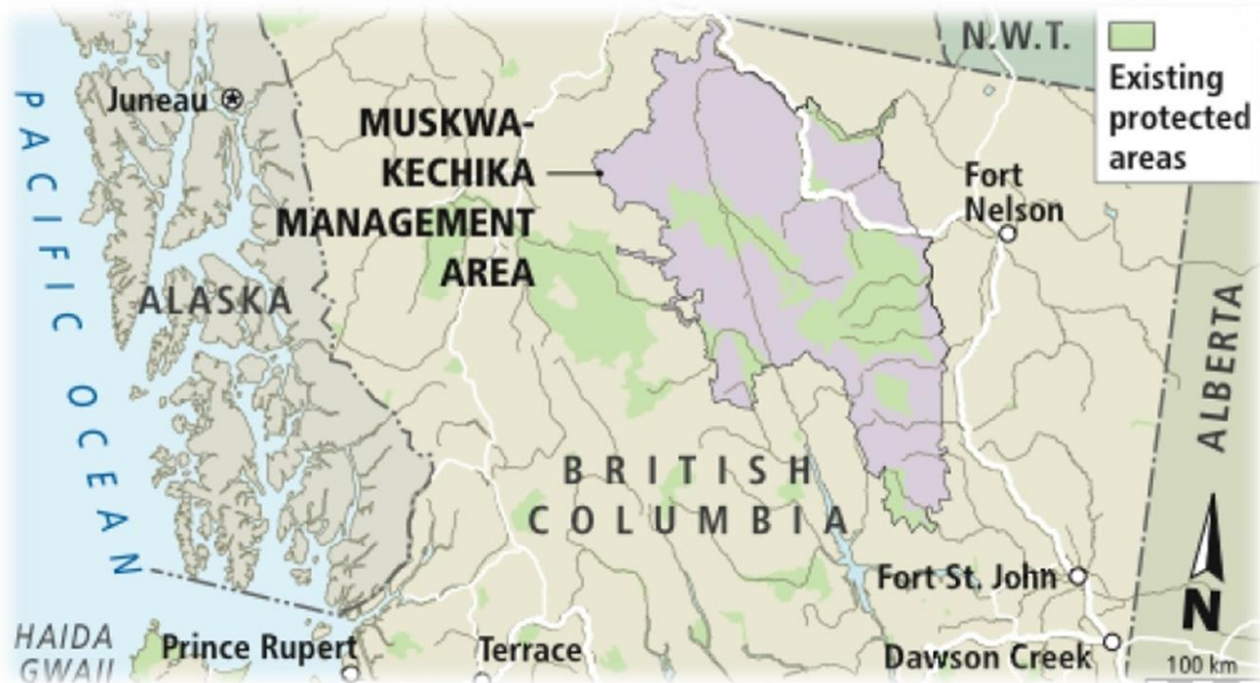 N.W.T.
Existing
protected
areas
Juneau
MUSKWA-
KECHIKA
MANAGEMENT
AREA
Fort
Nelson
PACIFIC OCEAN
ALASKA
ALBERTA
BRITISH
COLUMBIA
Fort St. John
N
HAIDA
GWAII
Prince Rupert
Terrace
Dawson Creek
100 km